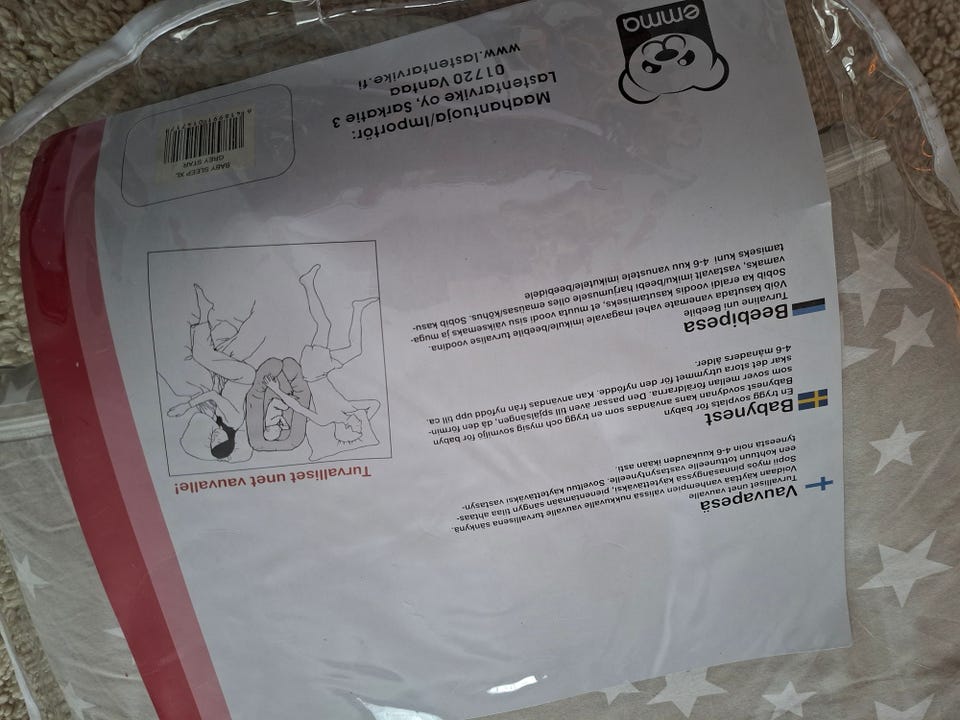 emma
Vauvapesä
Turvalliset unet vauvalle
Voidaan käyttää vanhempien välissä nukkuvalle vauvalle turvallisena sänkynä.
Sopii myös pinnasängyssä käytettäväksi, pienentämään sängyn tilaa ahtaas-
een kohtuun tottuneelle vastasyntyneelle. Soveltuu käytettäväksi vastasyn-
tyneestä noin 4-6 kuukauden ikään asti.
Babynest
En trygg sovplats för babyn
Babynest sovdynan kans användas som en trygg och mysig sovmiljö för babyn
som sover mellan föräldrarna. Den passar även till spjälsängen, då den förmin-
skar det stora utrymmet för den nyfödde. Kan användas från nyfödd upp till ca.
4-6 månaders ålder.
Beebipesa
Turvaline uni Beebile
Võib kasutada vanemate vahel magavale imikule/beebile turvalise voodina.
Sobib ka eraldi voodis kasutamiseks, et muuta voodi sisu väiksemaks ja muga-
vamaks, vastavalt imiku/beebi harjumusele olles emaüsas/kõhus. Sobib kasu-
tamiseks kuni 4-6 kuu vanustele imikutele/beebidele
Turvalliset unet vauvalle!
Maahantuoja/Importör:
Lastentarvike oy, Sarkatie 3
01720 Vantaa
www.lastentarvike.fi
BABY SLEEP XL
GREY STAR